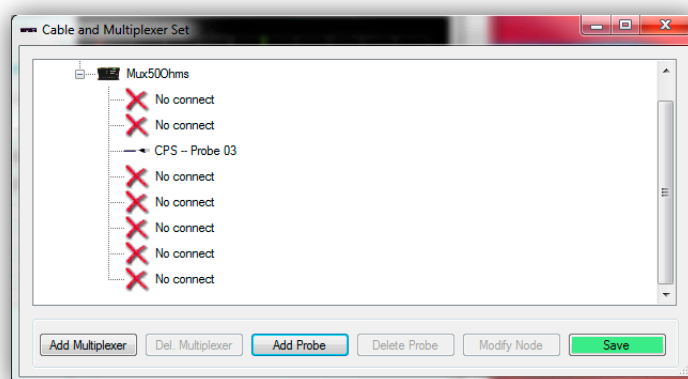 Cable and Multiplexer Set
Mux50Ohms
No connect
No connect
CPS -- Probe 03
No connect
No connect
No connect
No connect
No connect
Add Multiplexer Del. Multiplexer Add Probe Delete Probe Modify Node Save